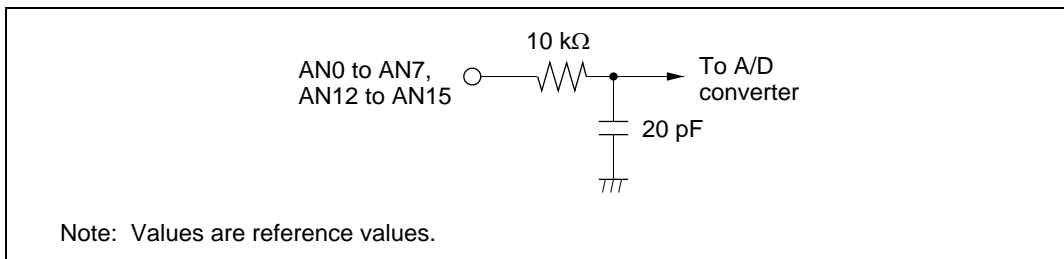 10 kΩ
AN0 to AN7,
AN12 to AN15
To A/D
converter
20 pF
Note: Values are reference values.